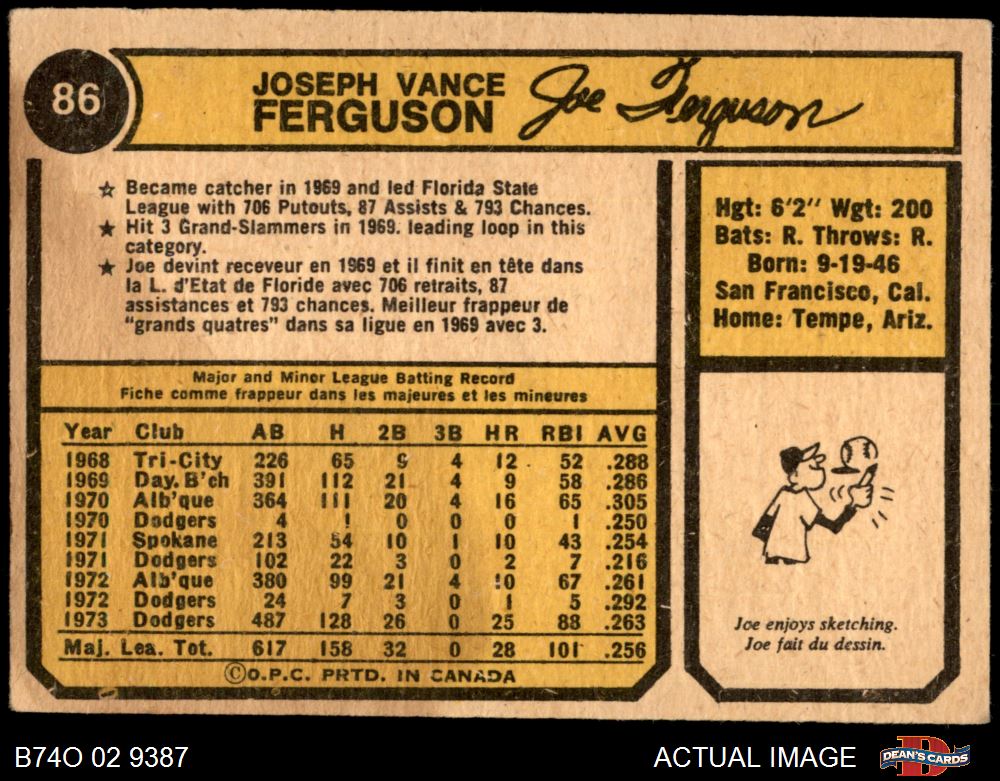 86
JOSEPH VANCE
FERGUSON
Joe Ferguson
☆ Became catcher in 1969 and led Florida State
League with 706 Putouts, 87 Assists & 793 Chances.
★ Hit 3 Grand-Slammers in 1969. leading loop in this
category.
★ Joe devint receveur en 1969 et il finit en tête dans
la L. d'Etat de Floride avec 706 retraits, 87
assistances et 793 chances. Meilleur frappeur de
"grands quatres" dans sa ligue en 1969 avec 3.
Hgt: 6'2" Wgt: 200
Bats: R. Throws: R.
Born: 9-19-46
San Francisco, Cal.
Home: Tempe, Ariz.
Major and Minor League Batting Record
Fiche comme frappeur dans les majeures et les mineures
Year Club AB H 2B 3B HR RBI AVG
1968 Tri-City 226 65 9 4 12 52 .288
1969 Day. B'ch 391 112 21 4 9 58 .286
1970 Alb'que 364 111 20 4 16 65 .305
1970 Dodgers 4 1 0 0 0 1 .250
1971 Spokane 213 54 10 1 10 43 .254
1971 Dodgers 102 22 3 0 2 7 .216
1972 Alb'que 380 99 21 4 10 67 .261
1972 Dodgers 24 7 3 0 1 5 .292
1973 Dodgers 487 128 26 0 25 88 .263
Maj. Lea. Tot. 617 158 32 0 28 101 .256
©O.P.C. PRTD. IN CANADA
Joe enjoys sketching.
Joe fait du dessin.
B74O 02 9387
ACTUAL IMAGE
D
DEAN'S CARDS